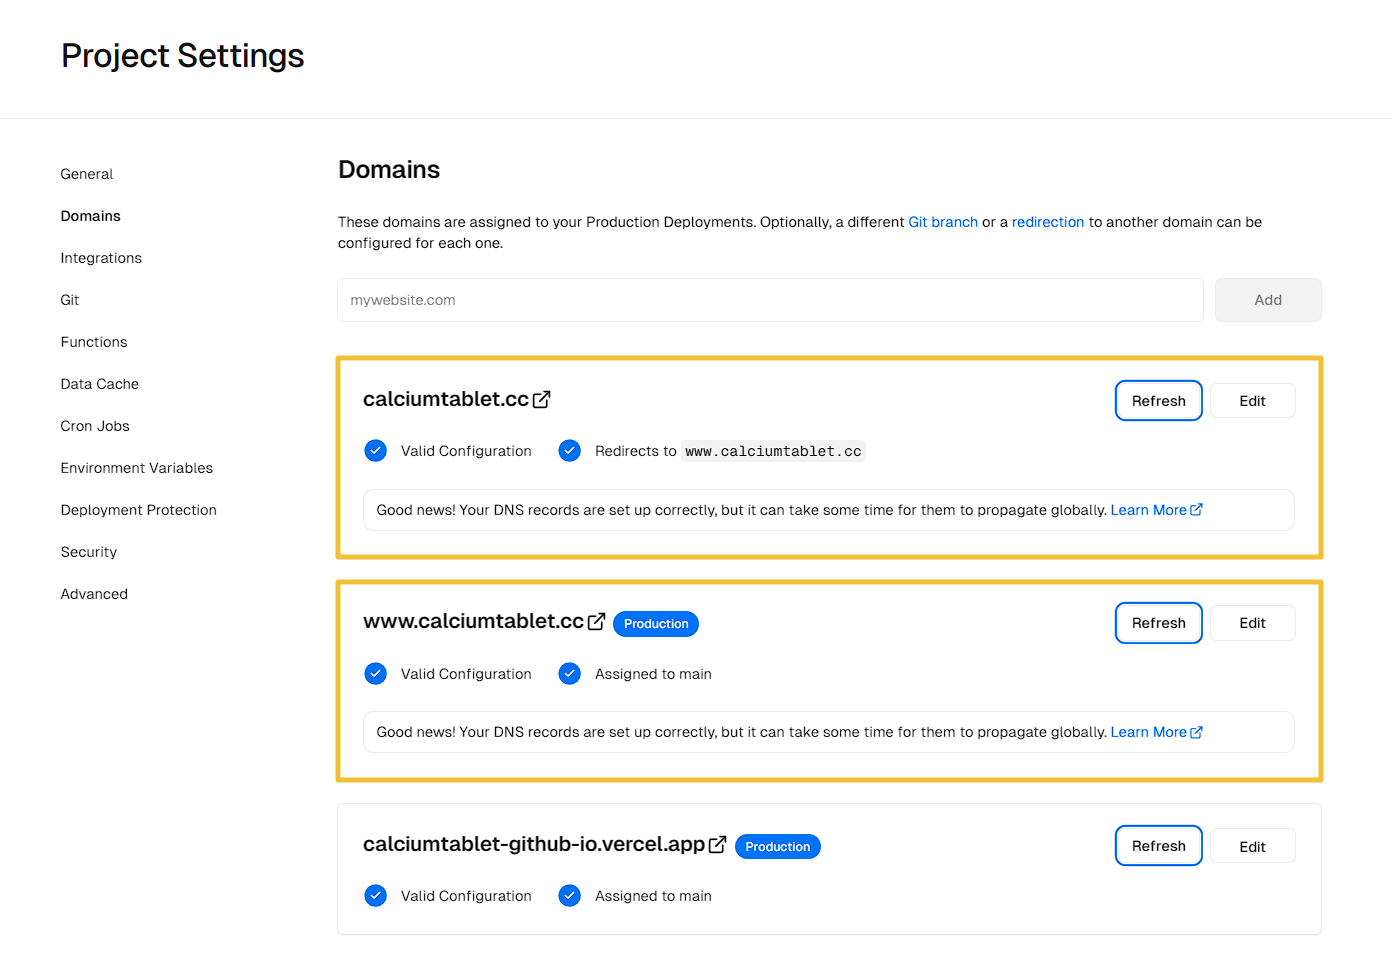 Project Settings
General
Domains
Integrations
Git
Functions
Data Cache
Cron Jobs
Environment Variables
Deployment Protection
Security
Advanced
Domains
These domains are assigned to your Production Deployments. Optionally, a different Git branch or a redirection to another domain can be
configured for each one.
mywebsite.com
Add
calciumtablet.cc
Refresh
Edit
Valid Configuration
Redirects to www.calciumtablet.cc
Good news! Your DNS records are set up correctly, but it can take some time for them to propagate globally. Learn More
www.calciumtablet.cc
Production
Refresh
Edit
Valid Configuration
Assigned to main
Good news! Your DNS records are set up correctly, but it can take some time for them to propagate globally. Learn More
calciumtablet-github-io.vercel.app
Production
Refresh
Edit
Valid Configuration
Assigned to main